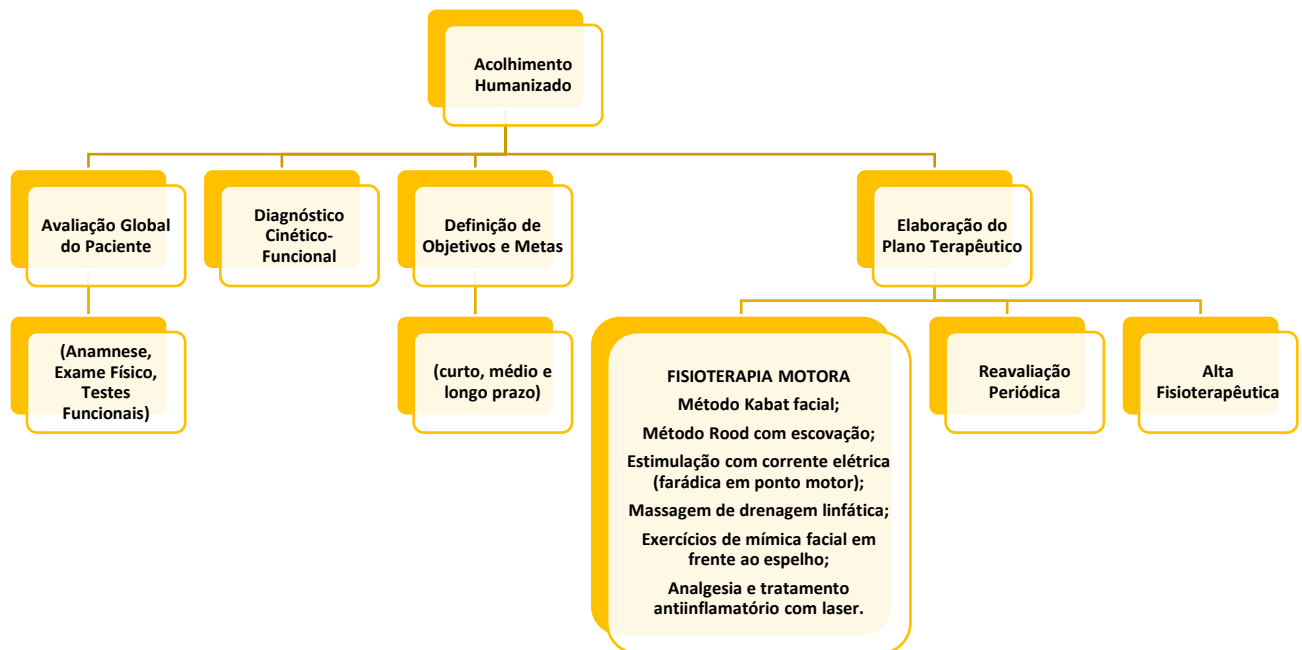 Acolhimento
Humanizado
Avaliação Global
do Paciente
Diagnóstico
Cinético-
Funcional
Definição de
Objetivos e Metas
Elaboração do
Plano Terapêutico
(Anamnese,
Exame Físico,
Testes
Funcionais)
(curto, médio e
longo prazo)
FISIOTERAPIA MOTORA
Método Kabat facial;
Método Rood com escovação;
Estimulação com corrente elétrica
(farádica em ponto motor);
Massagem de drenagem linfática;
Exercícios de mímica facial em
frente ao espelho;
Analgesia e tratamento
antiinflamatório com laser.
Reavaliação
Periódica
Alta
Fisioterapêutica